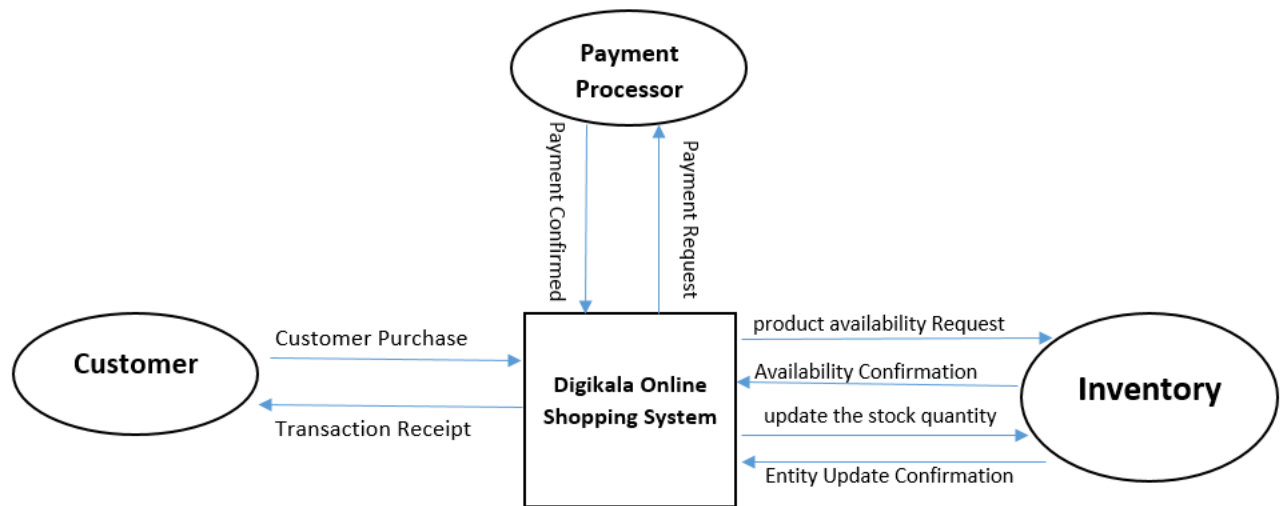 Payment
Processor
Payment Confirmed
Payment Request
Customer
Customer Purchase
Transaction Receipt
Digikala Online
Shopping System
product availability Request
Availability Confirmation
update the stock quantity
Entity Update Confirmation
Inventory